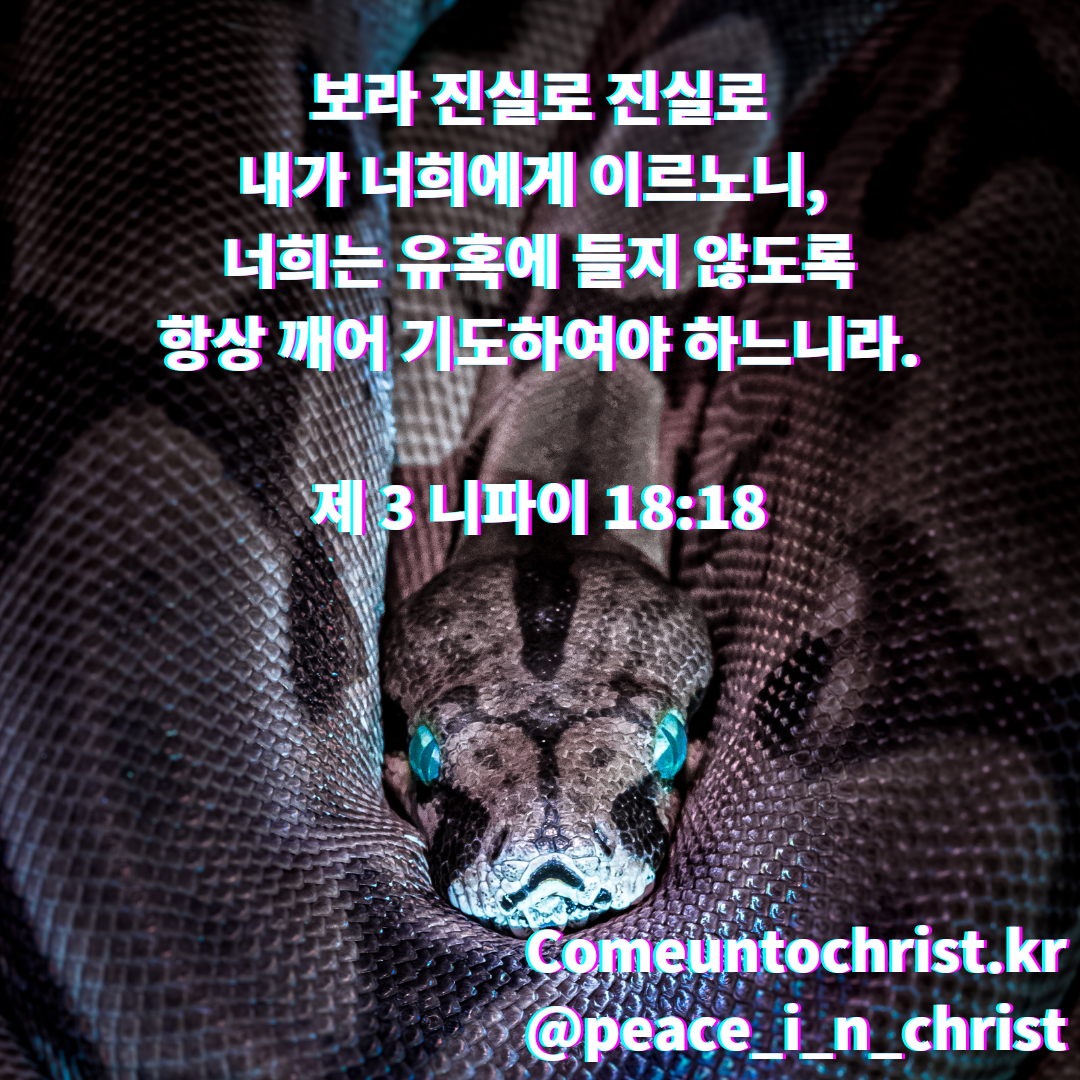 보라 진실로 진실로
내가 너희에게 이르노니,
너희는 유혹에 들지 않도록
항상 깨어 기도하여야 하느니라.
제 3 니파이 18:18
Comeuntochrist.kr
@peace_i_n_christ